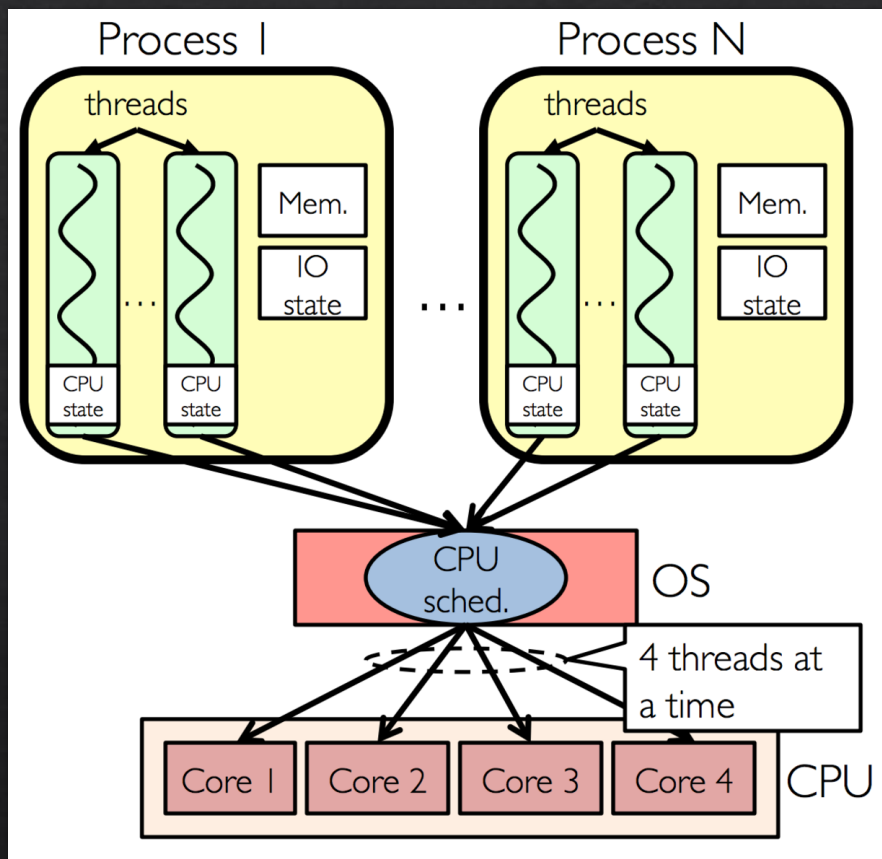 Process 1
Process N
threads
threads
Mem.
IO
state
...
CPU
state
CPU
state
...
Mem.
IO
state
...
CPU
state
CPU
state
CPU
sched.
OS
4 threads at
a time
Core 1
Core 2
Core 3
Core 4
CPU